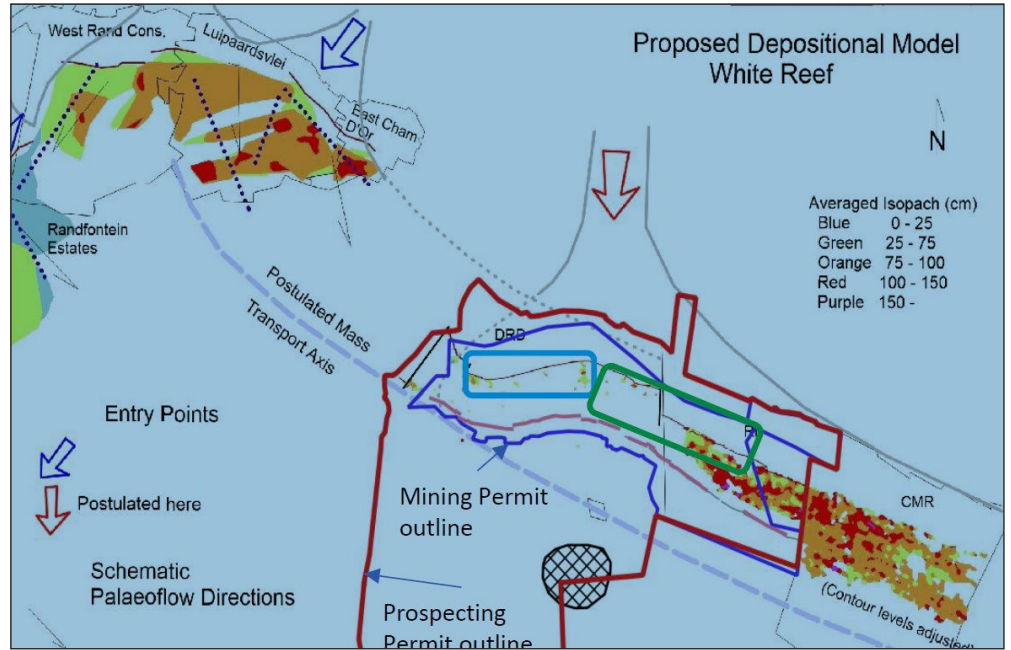 West Rand Cons.
Luipaardsvlei
East Cham
D'Or
Proposed Depositional Model
White Reef
N
Averaged Isopach (cm)
Blue 0 - 25
Green 25 - 75
Orange 75 - 100
Red 100 - 150
Purple 150 -
Randfontein
Estates
Postulated Mass
Transport Axis
DRD
Entry Points
Postulated here
Schematic
Palaeoflow Directions
Mining Permit
outline
Prospecting
Permit outline
CMR
(Contour levels adjusted)